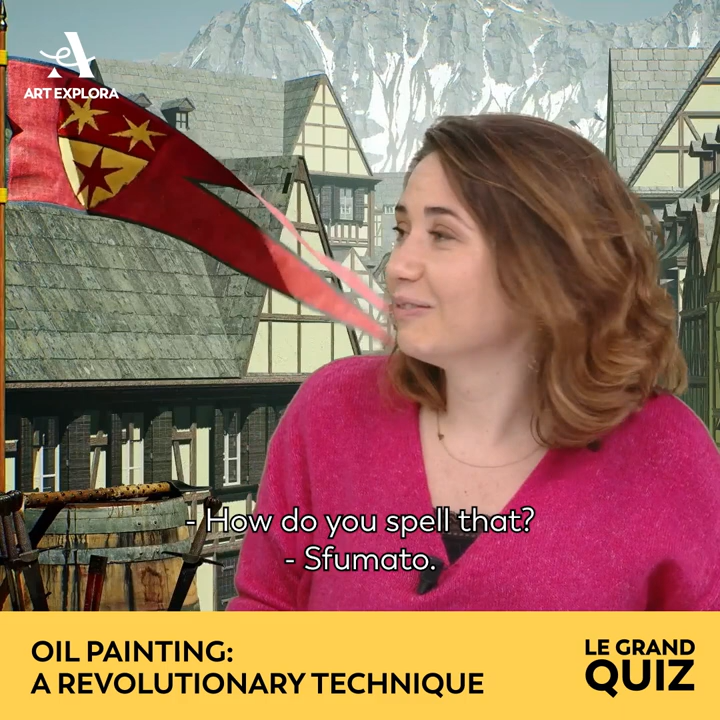 ART EXPLORA
- How do you spell that?
- Sfumato.
OIL PAINTING:
A REVOLUTIONARY TECHNIQUE
LE GRAND
QUIZ